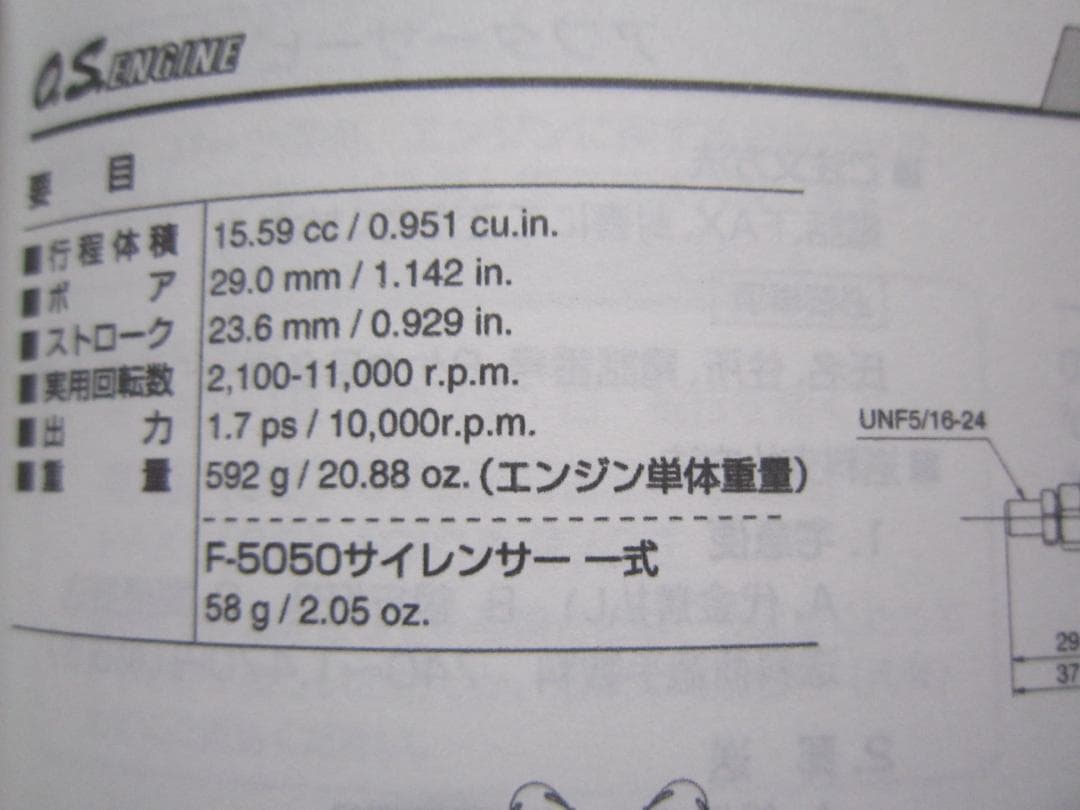 O.S.ENGINE
要 目
■行程体積 15.59 cc / 0.951 cu.in.
■ボア 29.0 mm / 1.142 in.
■ストローク 23.6 mm / 0.929 in.
■実用回転数 2,100-11,000 r.p.m.
■出力 1.7 ps / 10,000r.p.m.
■重量 592 g / 20.88 oz. (エンジン単体重量)
F-5050サイレンサー 一式
58 g / 2.05 oz.
UNF5/16-24
29
37